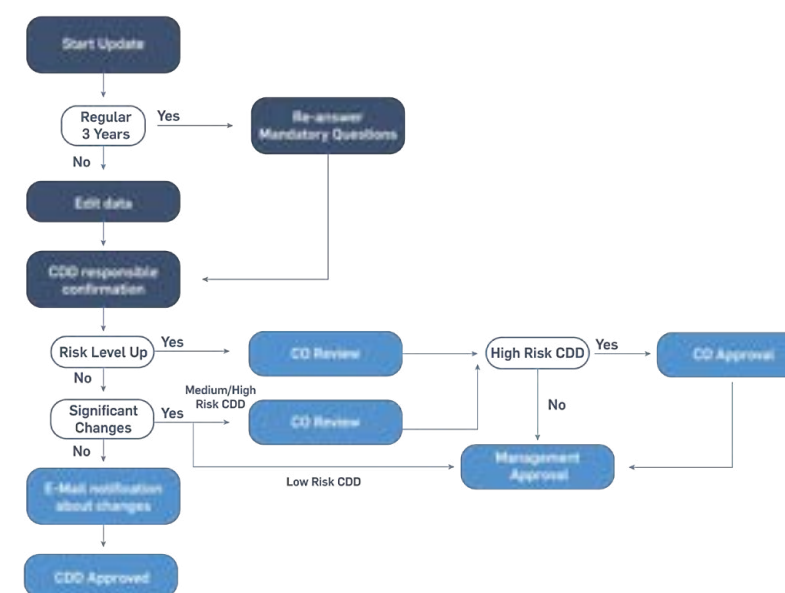 Start Update
Regular
3 Years
Yes
Re-answer
Mandatory Questions
No
Edit data
CDD responsible
confirmation
Risk Level Up
Yes
CO Review
High Risk CDD
Yes
CO Approval
No
Medium/High
Risk CDD
Significant
Changes
Yes
CO Review
No
No
Management
Approval
Low Risk CDD
E-Mail notification
about changes
CDD Approved